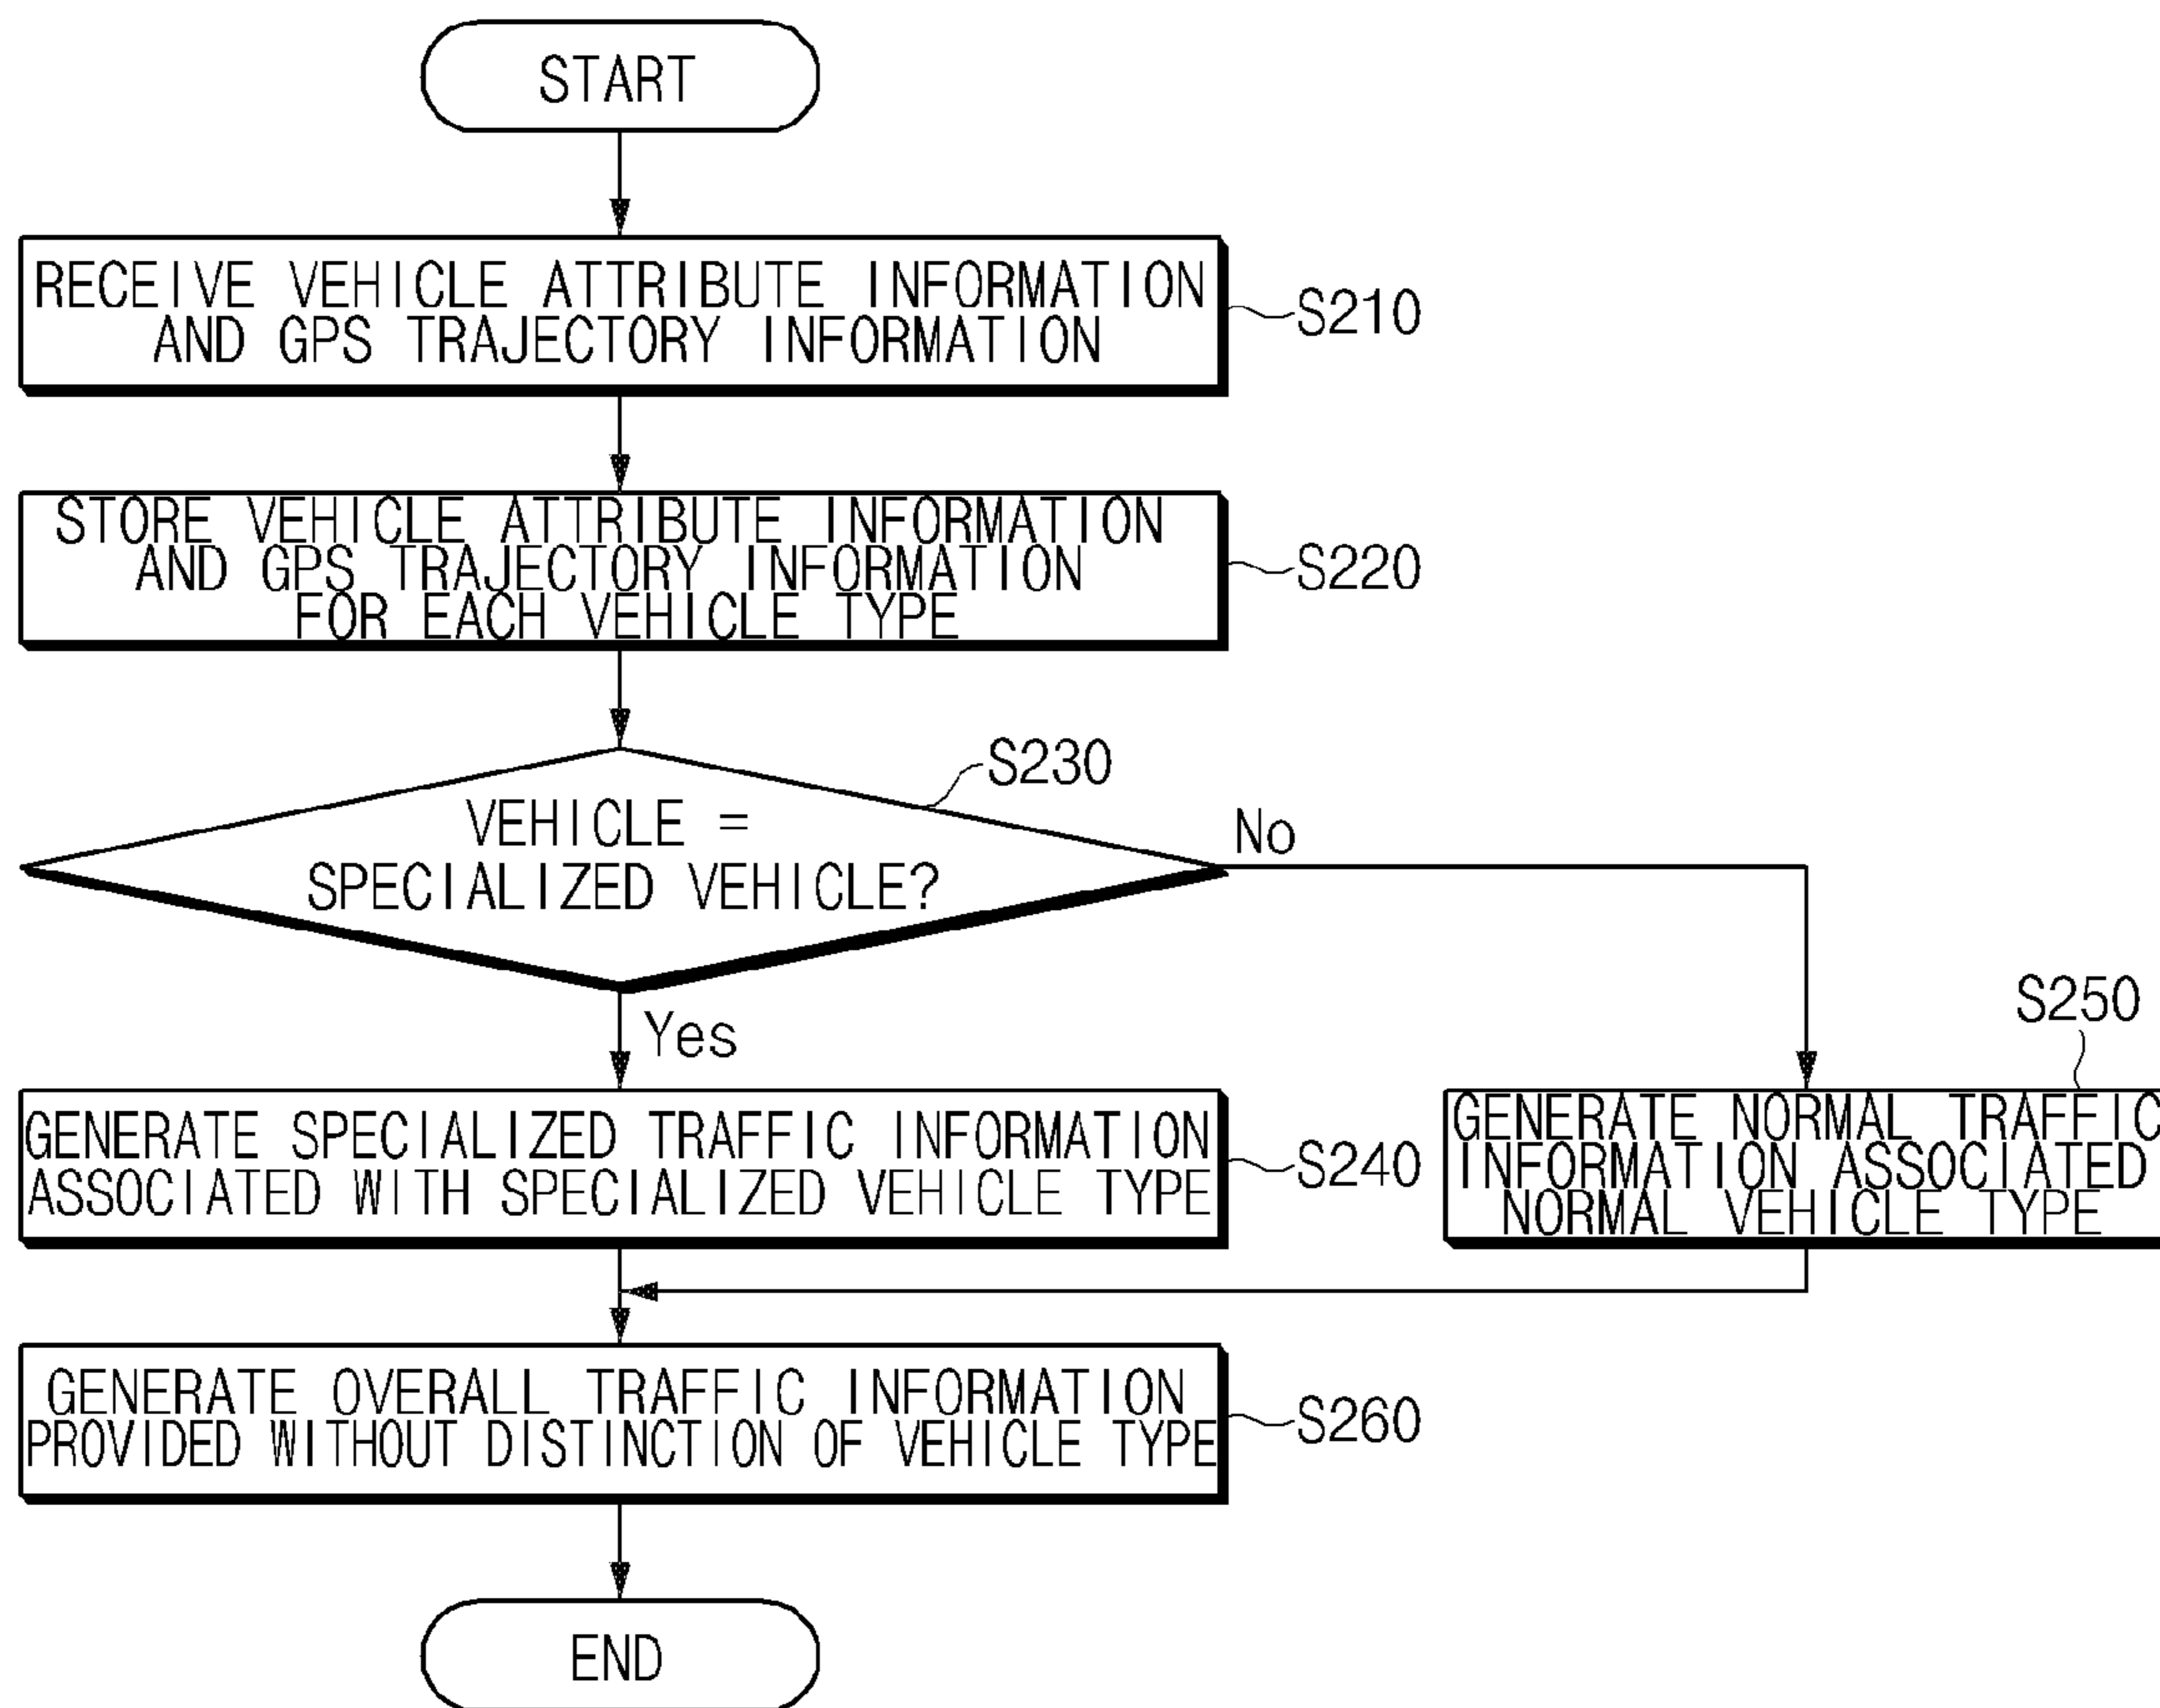 START
RECEIVE VEHICLE ATTRIBUTE INFORMATION
AND GPS TRAJECTORY INFORMATION
S210
STORE VEHICLE ATTRIBUTE INFORMATION
AND GPS TRAJECTORY INFORMATION
FOR EACH VEHICLE TYPE
S220
S230
VEHICLE =
SPECIALIZED VEHICLE?
No
Yes
GENERATE SPECIALIZED TRAFFIC INFORMATION
ASSOCIATED WITH SPECIALIZED VEHICLE TYPE
S240
S250
GENERATE NORMAL TRAFFIC
INFORMATION ASSOCIATED
NORMAL VEHICLE TYPE
GENERATE OVERALL TRAFFIC INFORMATION
PROVIDED WITHOUT DISTINCTION OF VEHICLE TYPE
S260
END